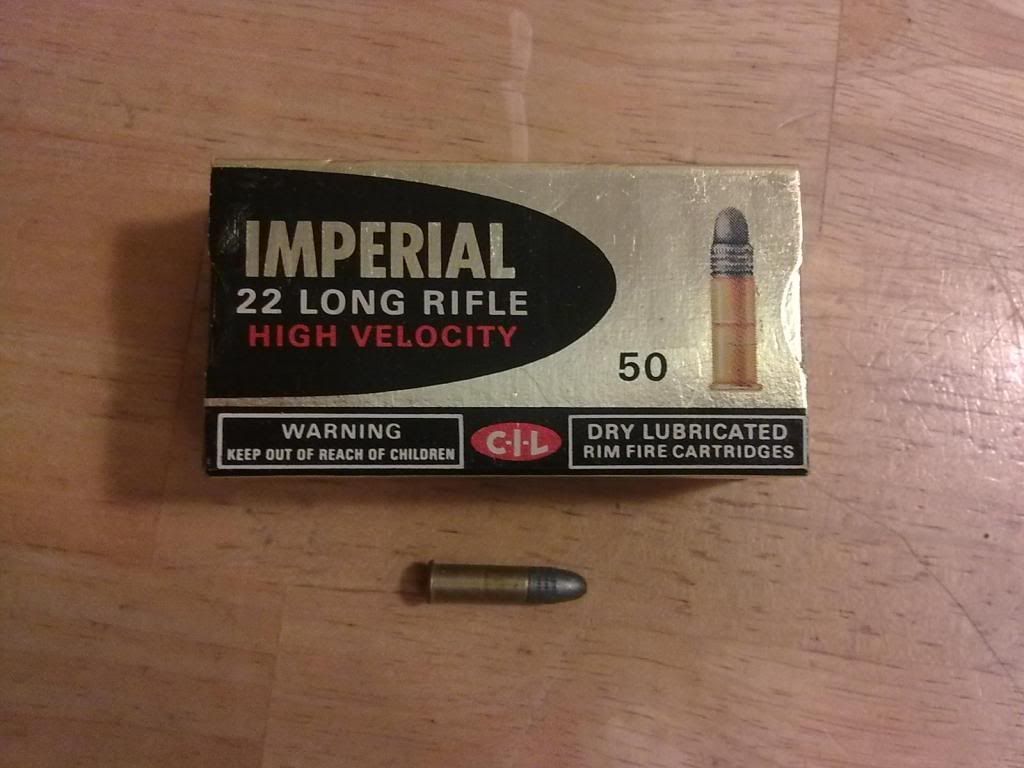 IMPERIAL
22 LONG RIFLE
HIGH VELOCITY
50
WARNING
KEEP OUT OF REACH OF CHILDREN
C-I-L
DRY LUBRICATED
RIM FIRE CARTRIDGES